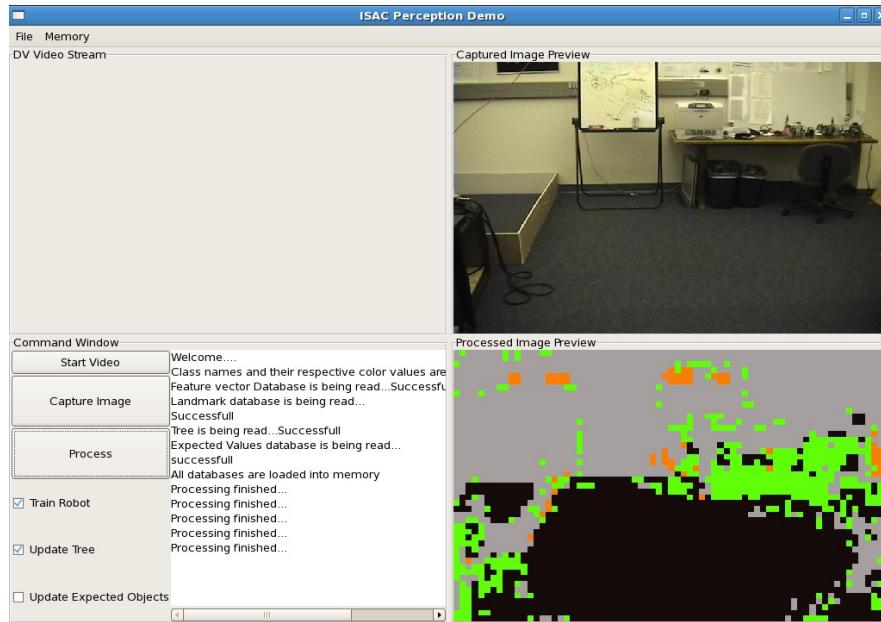 ISAC Perception Demo
File Memory
DV Video Stream
Captured Image Preview
Command Window
Start Video
Capture Image
Process
Train Robot
Update Tree
Update Expected Objects
Welcome....
Class names and their respective color values are
Feature vector Database is being read...Successfu
Landmark database is being read...
Successfull
Tree is being read...Successfull
Expected Values database is being read...
successfull
All databases are loaded into memory
Processing finished...
Processing finished...
Processing finished...
Processing finished...
Processing finished...
Processed Image Preview